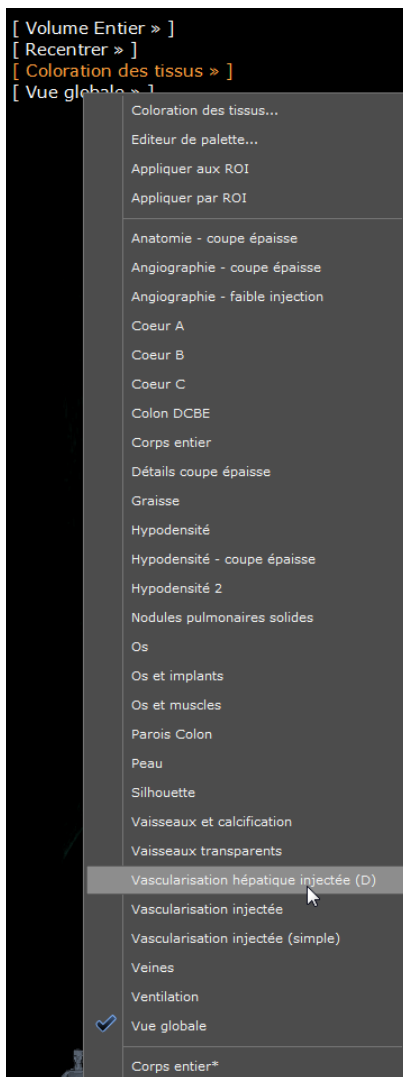 [ Volume Entier » ]
[ Recentrer » ]
[ Coloration des tissus » ]
[ Vue globale » ]
Coloration des tissus...
Editeur de palette...
Appliquer aux ROI
Appliquer par ROI
Anatomie - coupe épaisse
Angiographie - coupe épaisse
Angiographie - faible injection
Coeur A
Coeur B
Coeur C
Colon DCBE
Corps entier
Détails coupe épaisse
Graisse
Hypodensité
Hypodensité - coupe épaisse
Hypodensité 2
Nodules pulmonaires solides
Os
Os et implants
Os et muscles
Parois Colon
Peau
Silhouette
Vaisseaux et calcification
Vaisseaux transparents
Vascularisation hépatique injectée (D)
Vascularisation injectée
Vascularisation injectée (simple)
Veines
Ventilation
Vue globale
Corps entier*